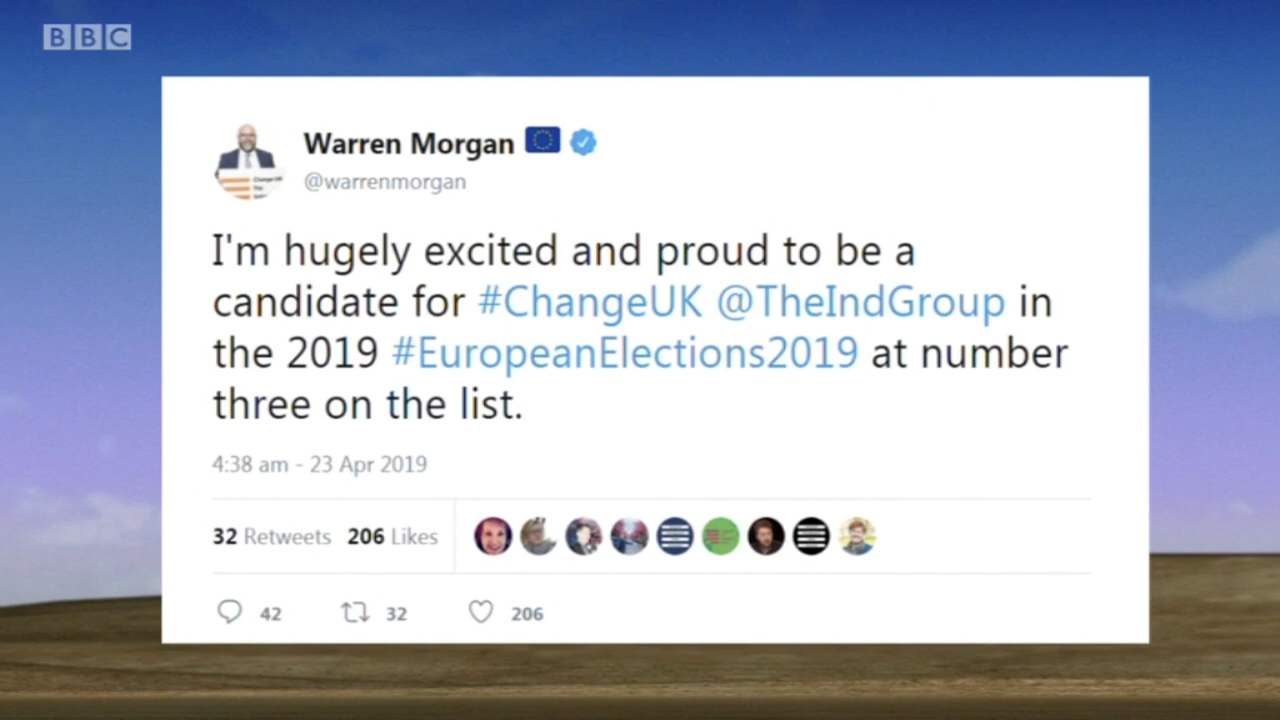 BBC
Warren Morgan
@warrenmorgan
I'm hugely excited and proud to be a
candidate for #ChangeUK @TheIndGroup in
the 2019 #EuropeanElections2019 at number
three on the list.
4:38 am - 23 Apr 2019
32 Retweets 206 Likes
42 32 206